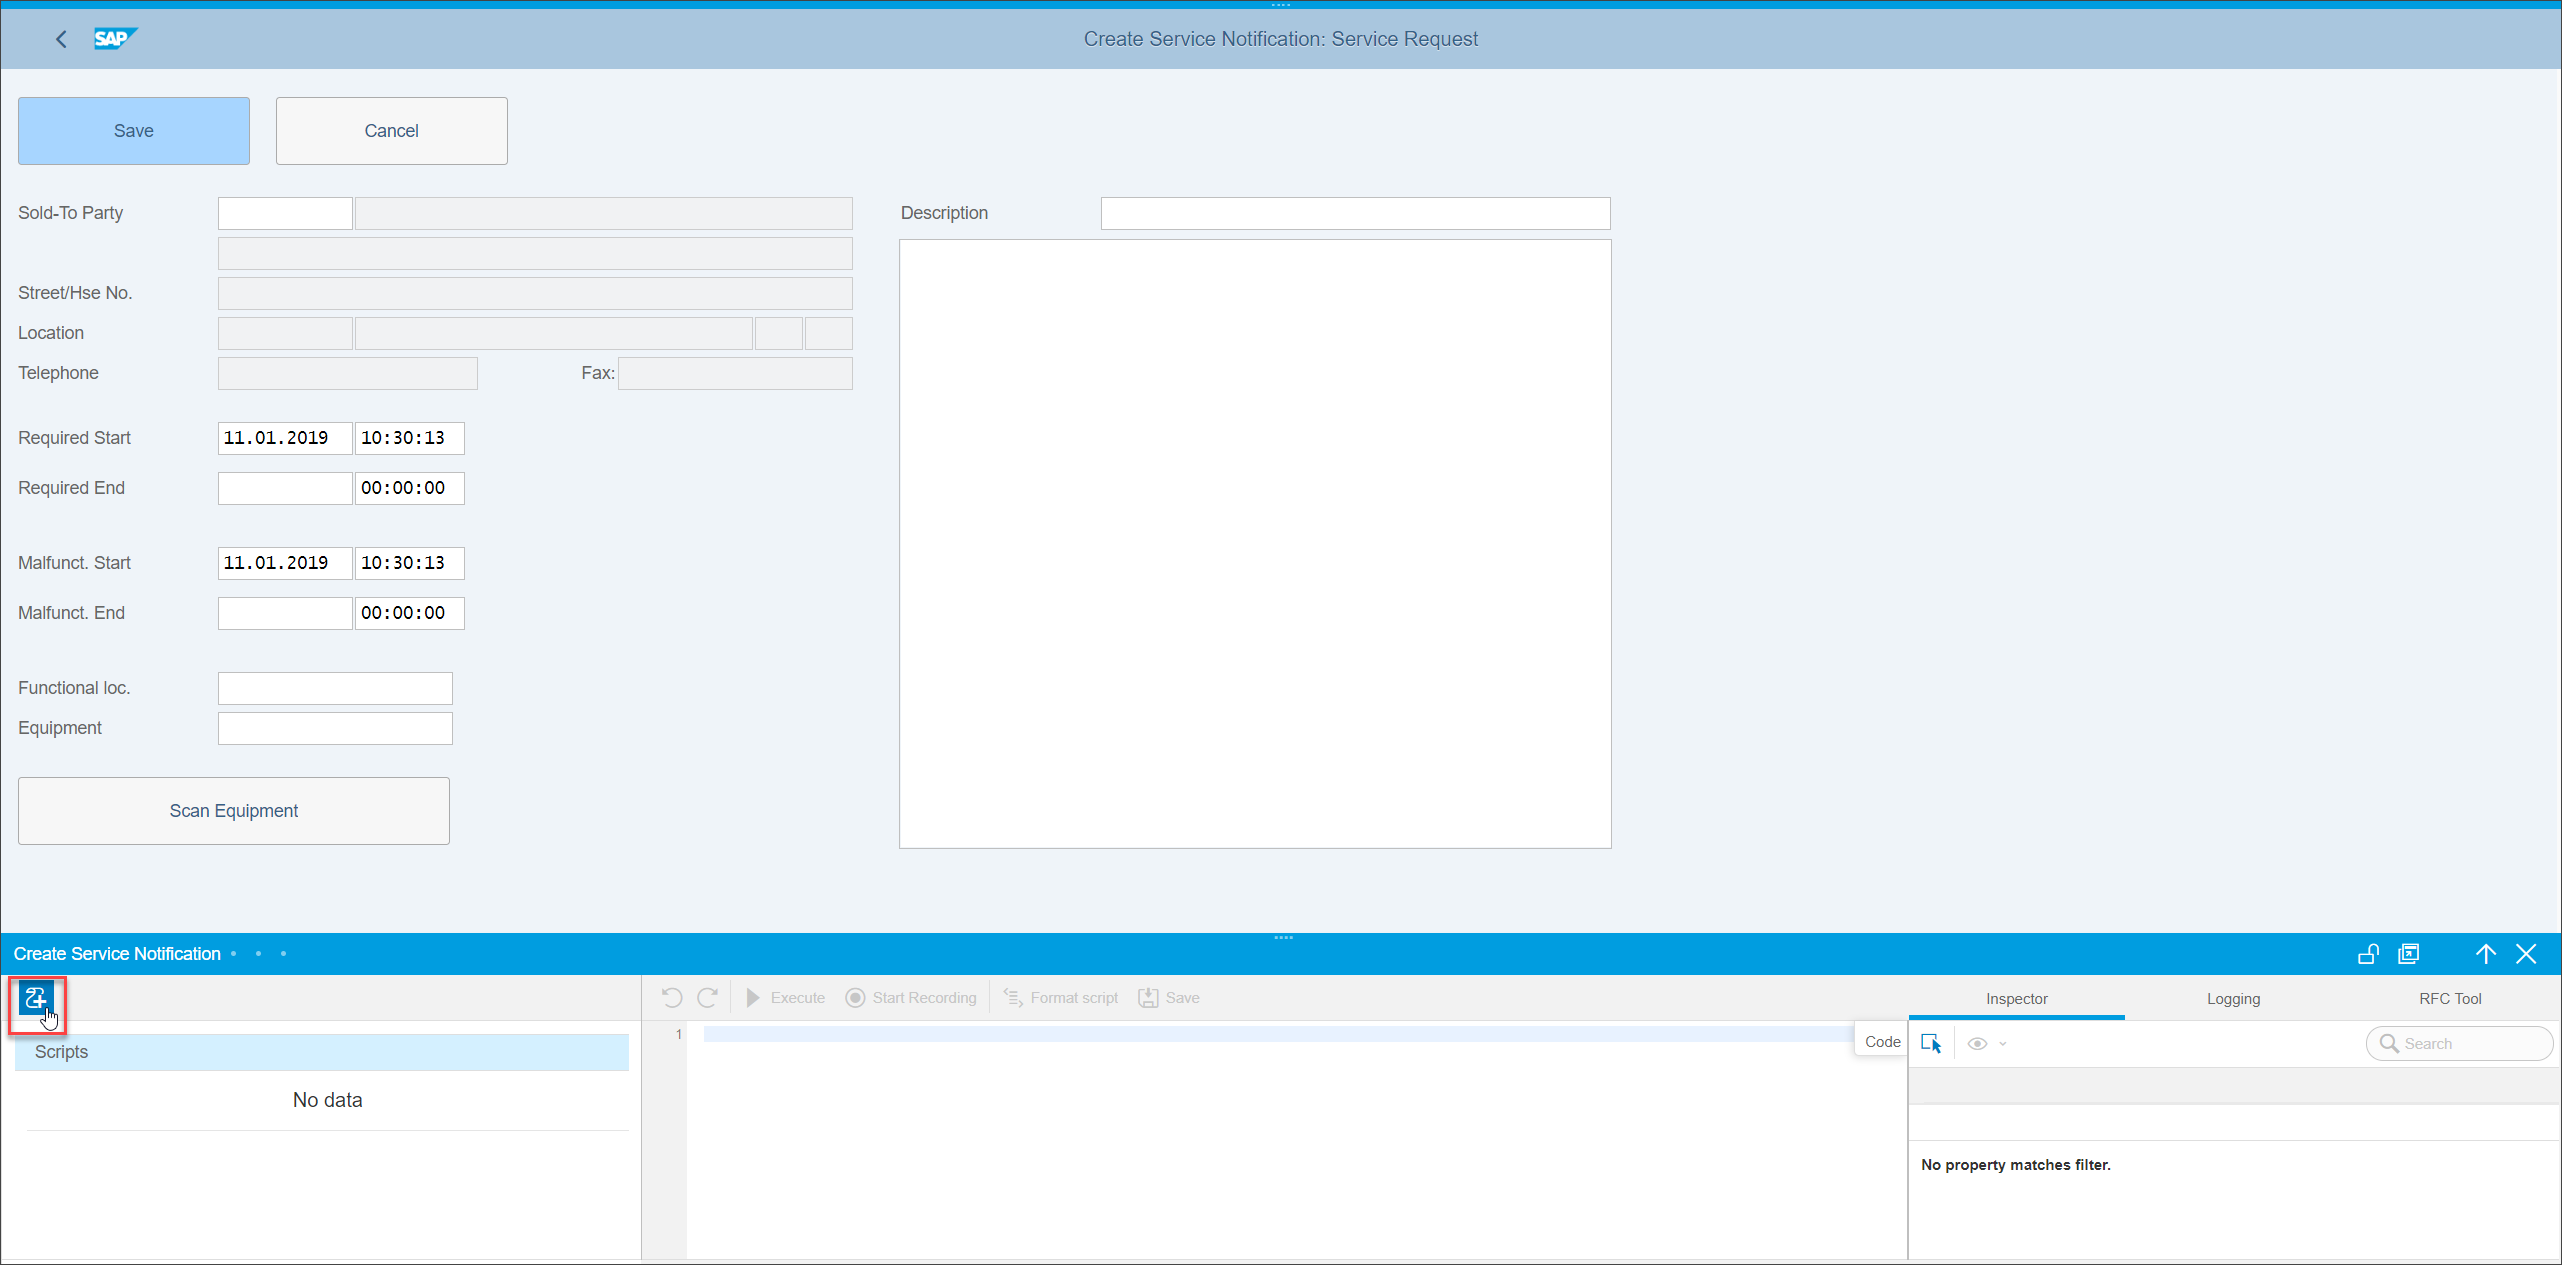 SAP
Create Service Notification: Service Request
Save
Cancel
Sold-To Party
Description
Street/Hse No.
Location
Telephone
Fax:
Required Start
11.01.2019
10:30:13
Required End
00:00:00
Malfunct. Start
11.01.2019
10:30:13
Malfunct. End
00:00:00
Functional loc.
Equipment
Scan Equipment
Create Service Notification
Execute
Start Recording
Format script
Save
Inspector
Logging
RFC Tool
Scripts
1
Code
Search
No data
No property matches filter.